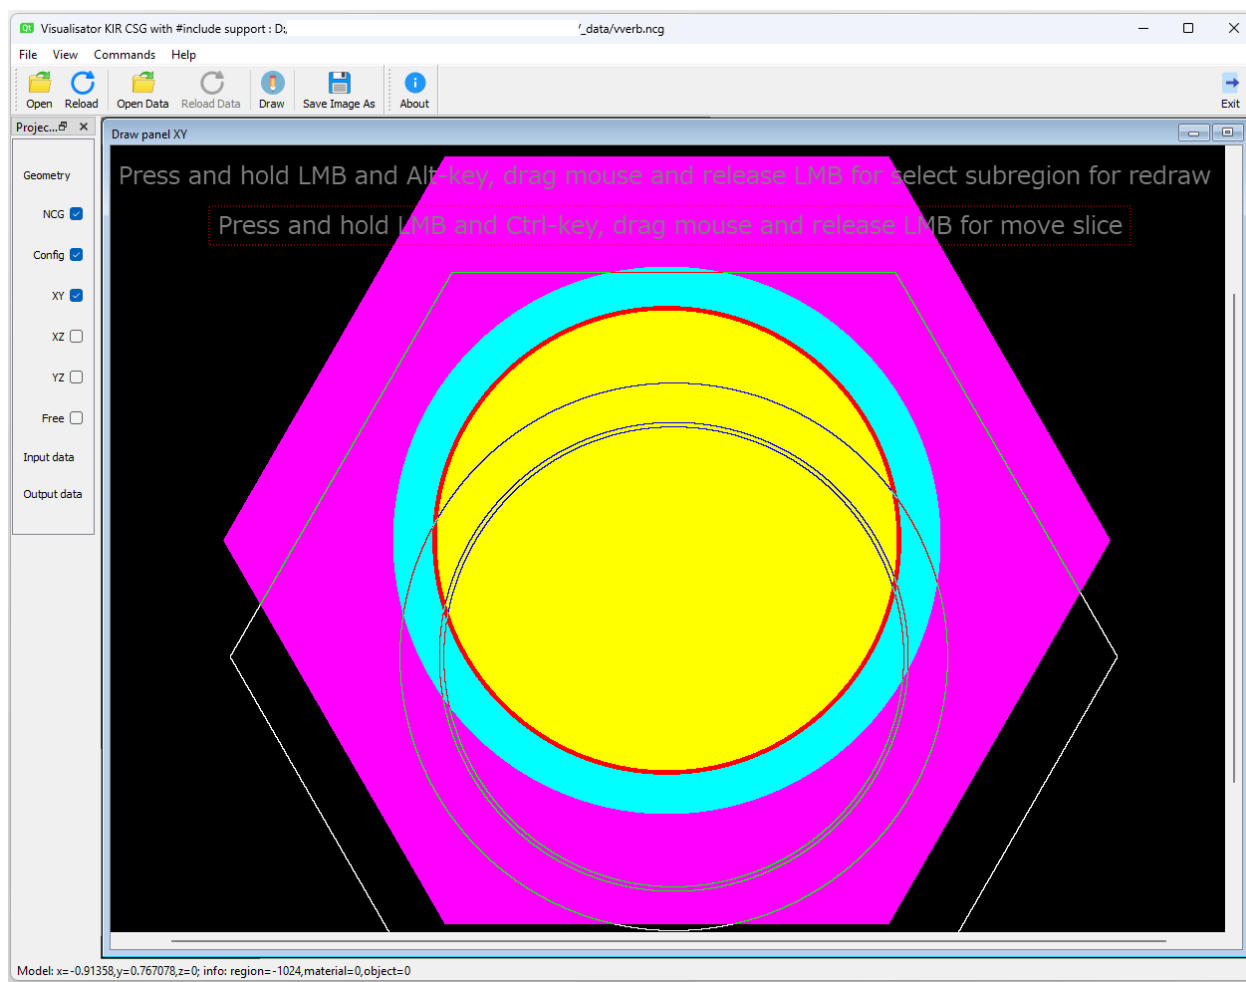 Visualisator KIR CSG with #include support : D:/
/_data/vverb.ncg
File View Commands Help
Open Reload Open Data Reload Data Draw Save Image As About Exit
Projec...
Draw panel XY
Geometry
NCG
Config
XY
XZ
YZ
Free
Input data
Output data
Press and hold LMB and Alt-key, drag mouse and release LMB for select subregion for redraw
Press and hold LMB and Ctrl-key, drag mouse and release LMB for move slice
Model: x=-0.91358,y=0.767078,z=0; info: region=-1024,material=0,object=0